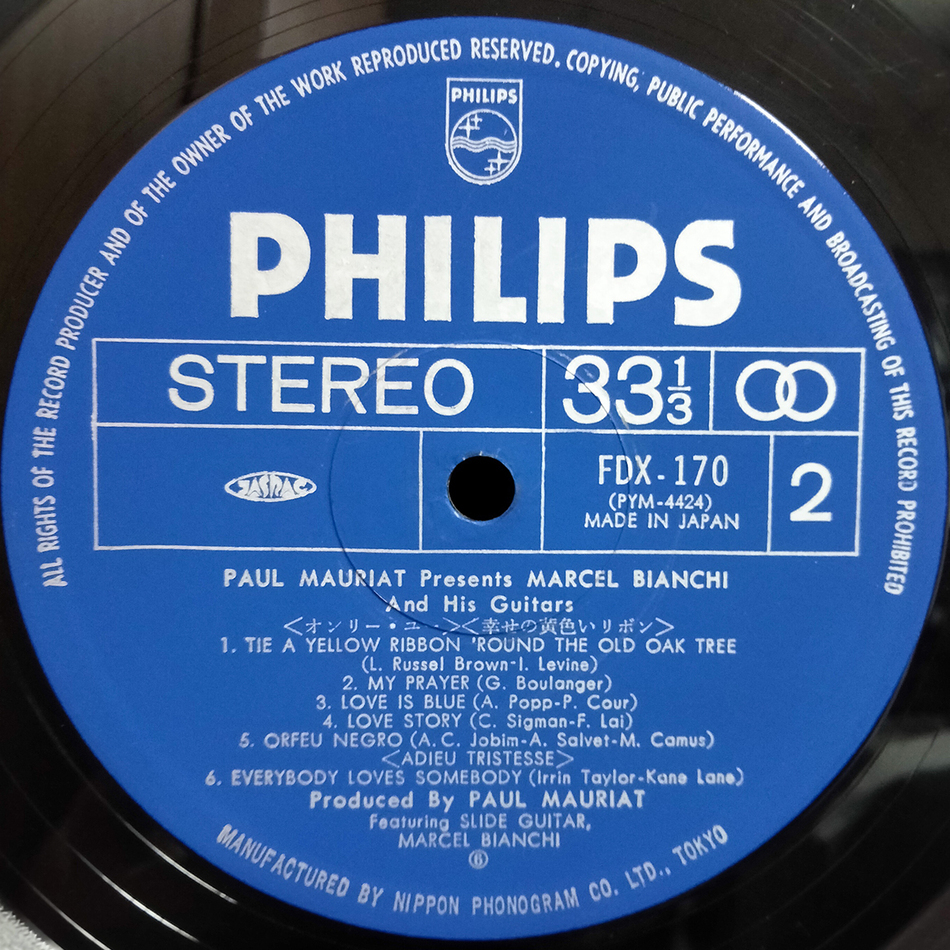 ALL RIGHTS OF THE RECORD PRODUCER AND OF THE OWNER OF THE WORK REPRODUCED RESERVED. COPYING, PUBLIC PERFORMANCE AND BROADCASTING OF THIS RECORD PROHIBITED
PHILIPS
PHILIPS
STEREO
33 1/3
JASRAC
FDX-170
(PYM-4424)
MADE IN JAPAN
2
PAUL MAURIAT Presents MARCEL BIANCHI
And His Guitars
<オンリー・ユー><幸せの黄色いリボン>
1. TIE A YELLOW RIBBON 'ROUND THE OLD OAK TREE
(L. Russel Brown-I. Levine)
2. MY PRAYER (G. Boulanger)
3. LOVE IS BLUE (A. Popp-P. Cour)
4. LOVE STORY (C. Sigman-F. Lai)
5. ORFEU NEGRO (A.C. Jobim-A. Salvet-M. Camus)
<ADIEU TRISTESSE>
6. EVERYBODY LOVES SOMEBODY (Irrin Taylor-Kane Lane)
Produced By PAUL MAURIAT
Featuring SLIDE GUITAR,
MARCEL BIANCHI
⑥
MANUFACTURED BY NIPPON PHONOGRAM CO. LTD., TOKYO